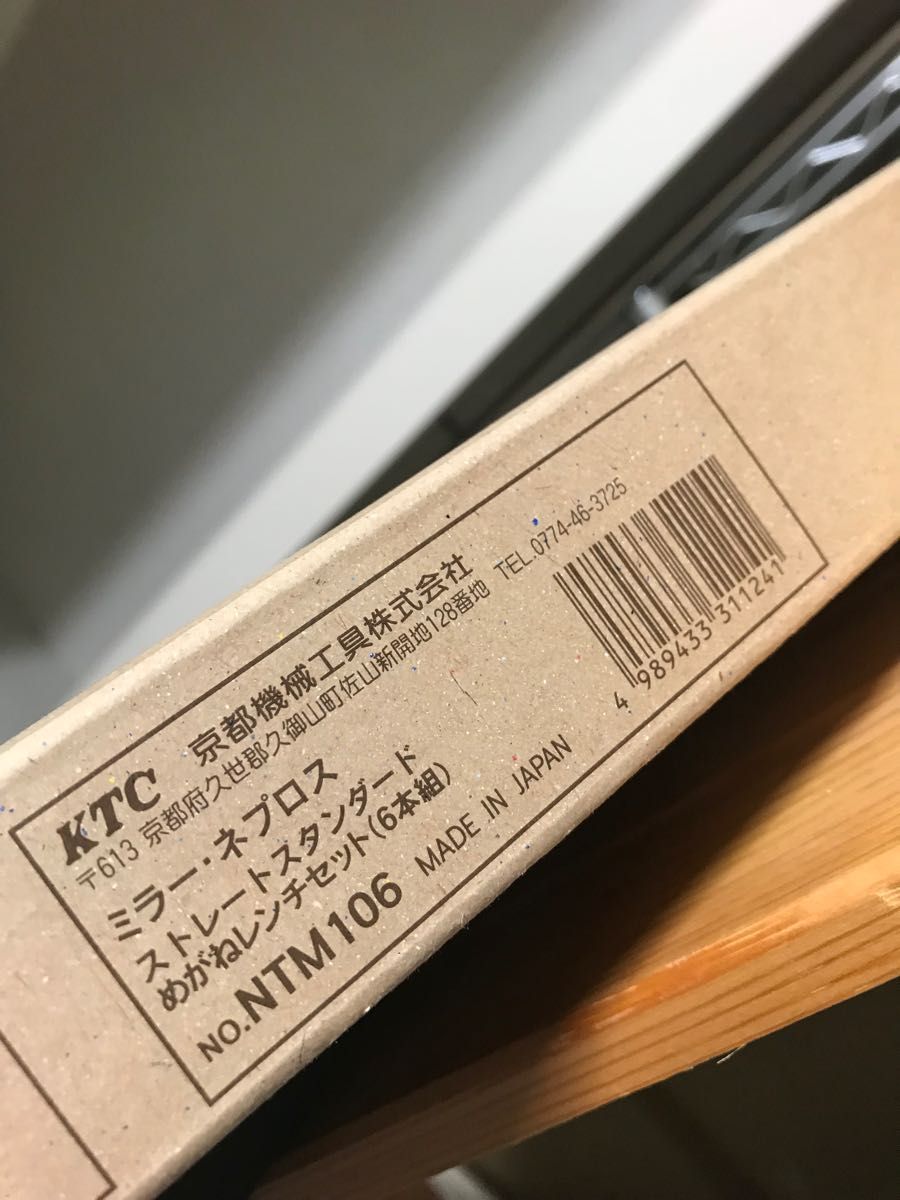 KTC 京都機械工具株式会社
〒613 京都府久世郡久御山町佐山新開地128番地 TEL.0774-46-3725
ミラー・ネプロス
ストレートスタンダード
めがねレンチセット(6本組)
NO.NTM106 MADE IN JAPAN
4 989433 311241